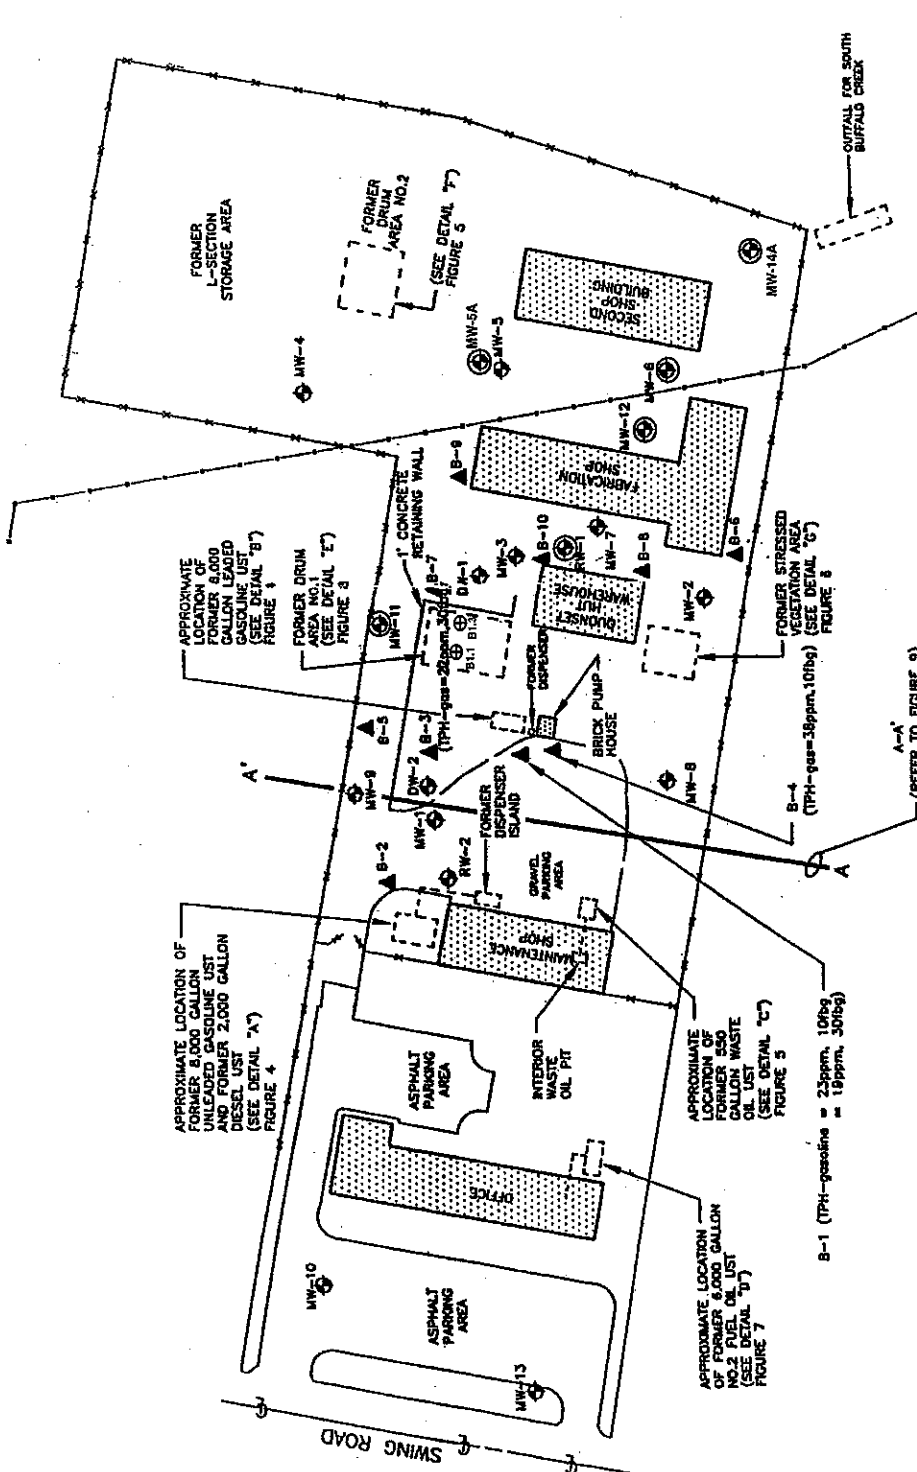 OUTFALL FOR SOUTH
BUFFALO CREEK
FORMER
L-SECTION
STORAGE AREA
FORMER
DRUM
AREA NO.2
(SEE DETAIL "F")
FIGURE 5
SECOND
SHOP
BUILDING
MW-14A
MW-4
MW-5A
MW-5
MW-6
MW-12
B-9
FABRICATION
SHOP
B-6
1' CONCRETE
RETAINING WALL
APPROXIMATE
LOCATION OF
FORMER 8,000
GALLON LEADED
GASOLINE UST
(SEE DETAIL "B")
FORMER DRUM
AREA NO.1
(SEE DETAIL "E")
FIGURE 8
MW-11
B-7
DW-1
MW-3
B-10
RW-1
MW-7
B-8
MW-2
B1.1
QUONSET
HUT
WAREHOUSE
FORMER STRESSED
VEGETATION AREA
(SEE DETAIL "G")
FIGURE 6
FORMER
DISPENSER
BRICK PUMP
HOUSE
B-5
B-3
A'
MW-9
DW-2
MW-1
B-2
RW-2
FORMER
DISPENSER
ISLAND
GRAVEL
PARKING
AREA
MW-8
B-4
(TPH-gas=38ppm,10fbg)
A-A'
(REFER TO FIGURE 9)
A
APPROXIMATE LOCATION OF
FORMER 8,000 GALLON
UNLEADED GASOLINE UST
AND FORMER 2,000 GALLON
DIESEL UST
(SEE DETAIL "A")
FIGURE 4
MAINTENANCE
SHOP
INTERIOR
WASTE
OIL PIT
APPROXIMATE
LOCATION OF
FORMER 550
GALLON WASTE
OIL UST
(SEE DETAIL "C")
FIGURE 5
B-1 (TPH-gasoline = 23ppm, 10fbg
= 19ppm, 30fbg)
ASPHALT
PARKING
AREA
OFFICE
APPROXIMATE LOCATION
OF FORMER 6,000 GALLON
NO.2 FUEL OIL UST
(SEE DETAIL "D")
FIGURE 7
MW-10
ASPHALT
PARKING
AREA
MW-13
SWING ROAD